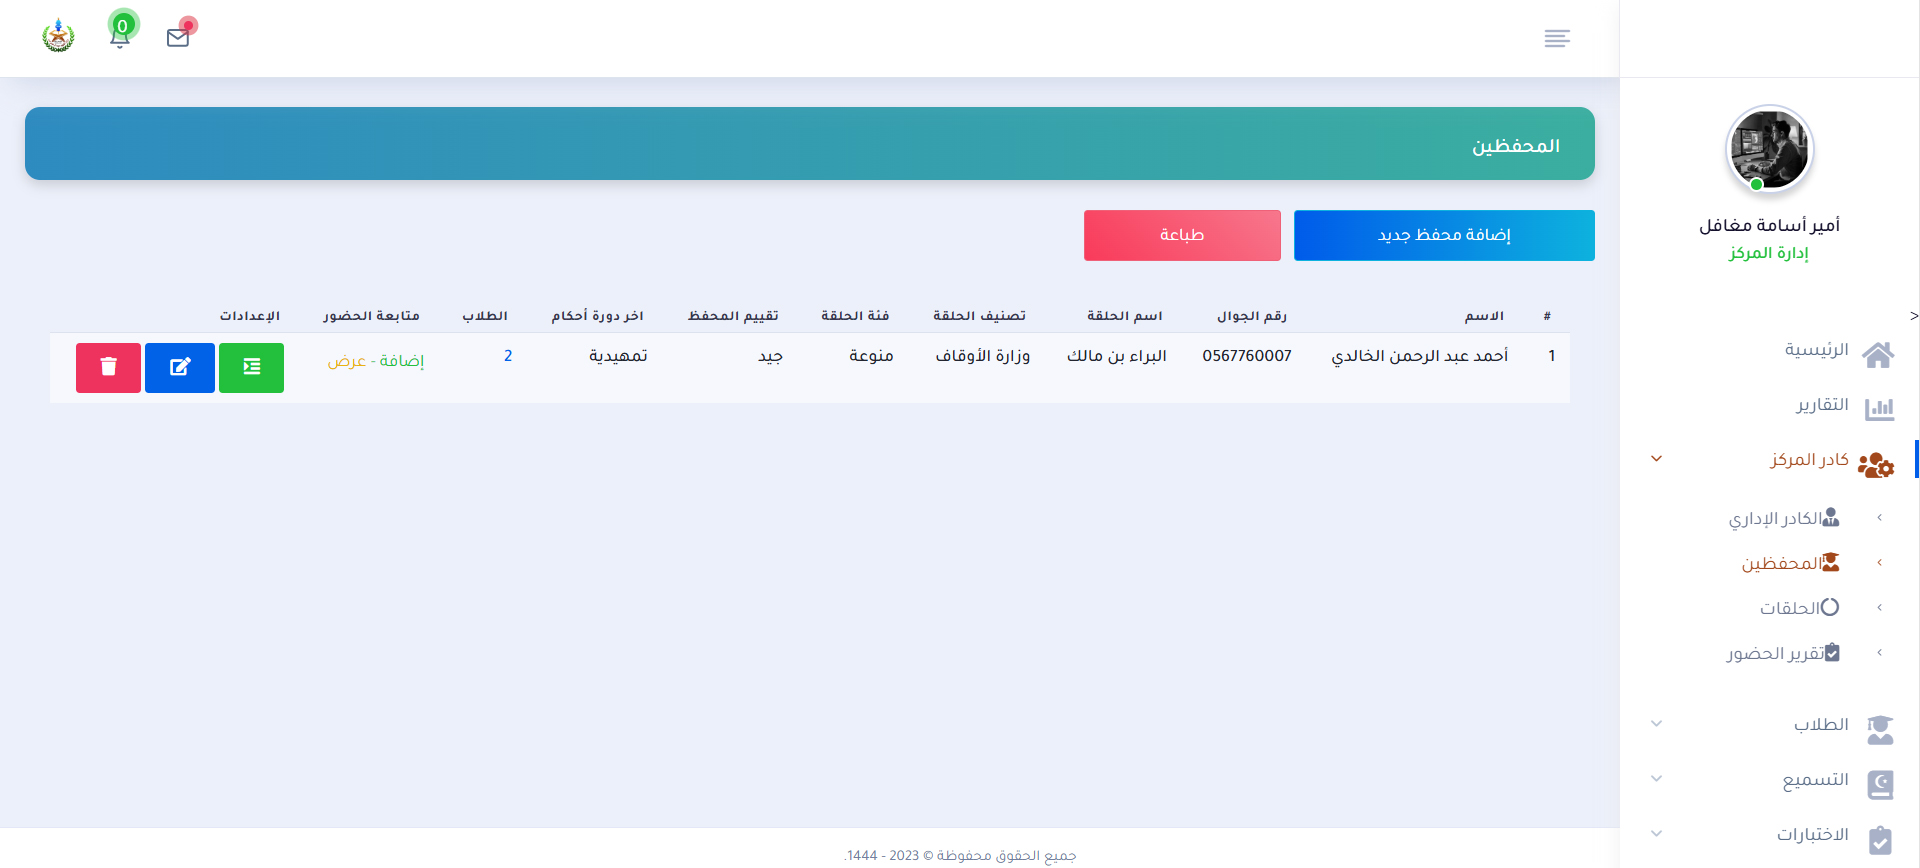 0
أمير أسامة مغافل
إدارة المركز
<
الرئيسية
التقارير
كادر المركز
الكادر الإداري
المحفظين
الحلقات
تقرير الحضور
الطلاب
التسميع
الاختبارات
المحفظين
إضافة محفظ جديد
طباعة
# الاسم رقم الجوال اسم الحلقة تصنيف الحلقة فئة الحلقة تقييم المحفظ اخر دورة أحكام الطلاب متابعة الحضور الإعدادات
1 أحمد عبد الرحمن الخالدي 0567760007 البراء بن مالك وزارة الأوقاف منوعة جيد تمهيدية 2 إضافة - عرض
جميع الحقوق محفوظة © 2023 - 1444.